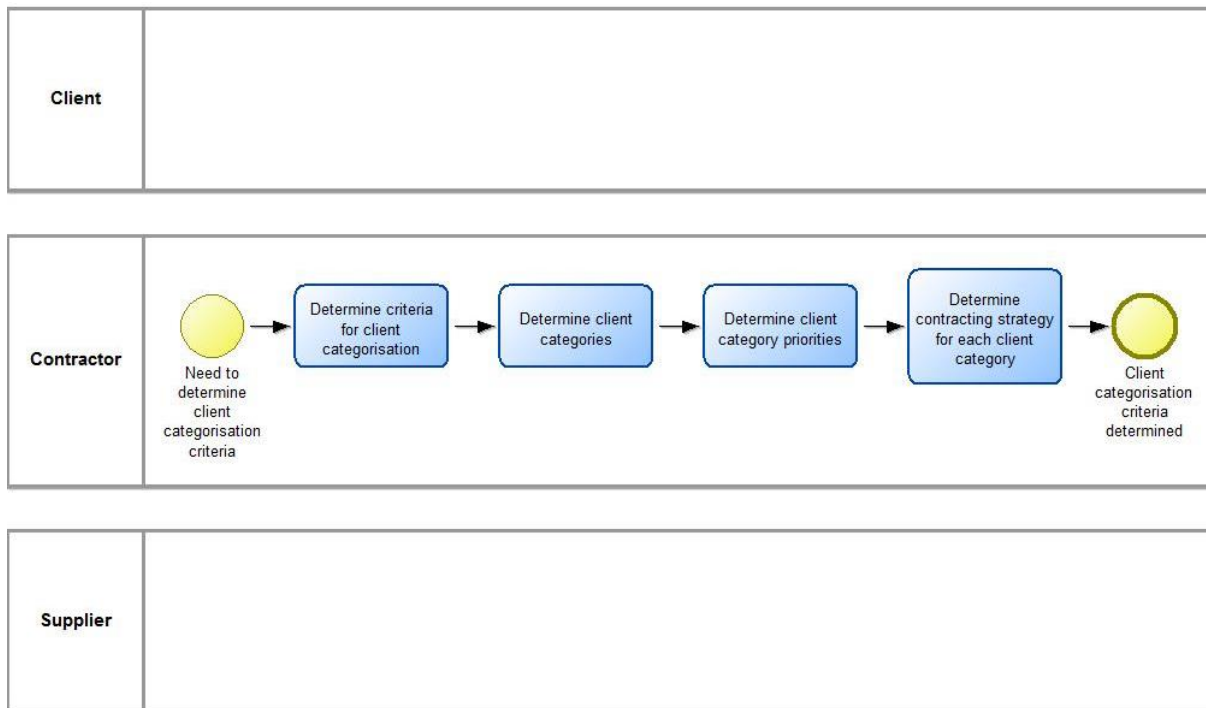 Client
Contractor
Need to
determine
client
categorisation
criteria
Determine criteria
for client
categorisation
Determine client
categories
Determine client
category priorities
Determine
contracting strategy
for each client
category
Client
categorisation
criteria
determined
Supplier